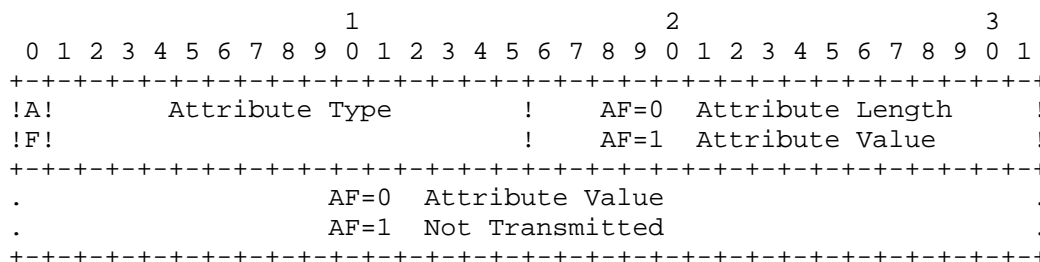 1                   2                   3
 0 1 2 3 4 5 6 7 8 9 0 1 2 3 4 5 6 7 8 9 0 1 2 3 4 5 6 7 8 9 0 1
+-+-+-+-+-+-+-+-+-+-+-+-+-+-+-+-+-+-+-+-+-+-+-+-+-+-+-+-+-+-+-+-+
!A!       Attribute Type        !    AF=0  Attribute Length     !
!F!                             !    AF=1  Attribute Value      !
+-+-+-+-+-+-+-+-+-+-+-+-+-+-+-+-+-+-+-+-+-+-+-+-+-+-+-+-+-+-+-+-+
.                   AF=0  Attribute Value                       .
.                   AF=1  Not Transmitted                       .
+-+-+-+-+-+-+-+-+-+-+-+-+-+-+-+-+-+-+-+-+-+-+-+-+-+-+-+-+-+-+-+-+